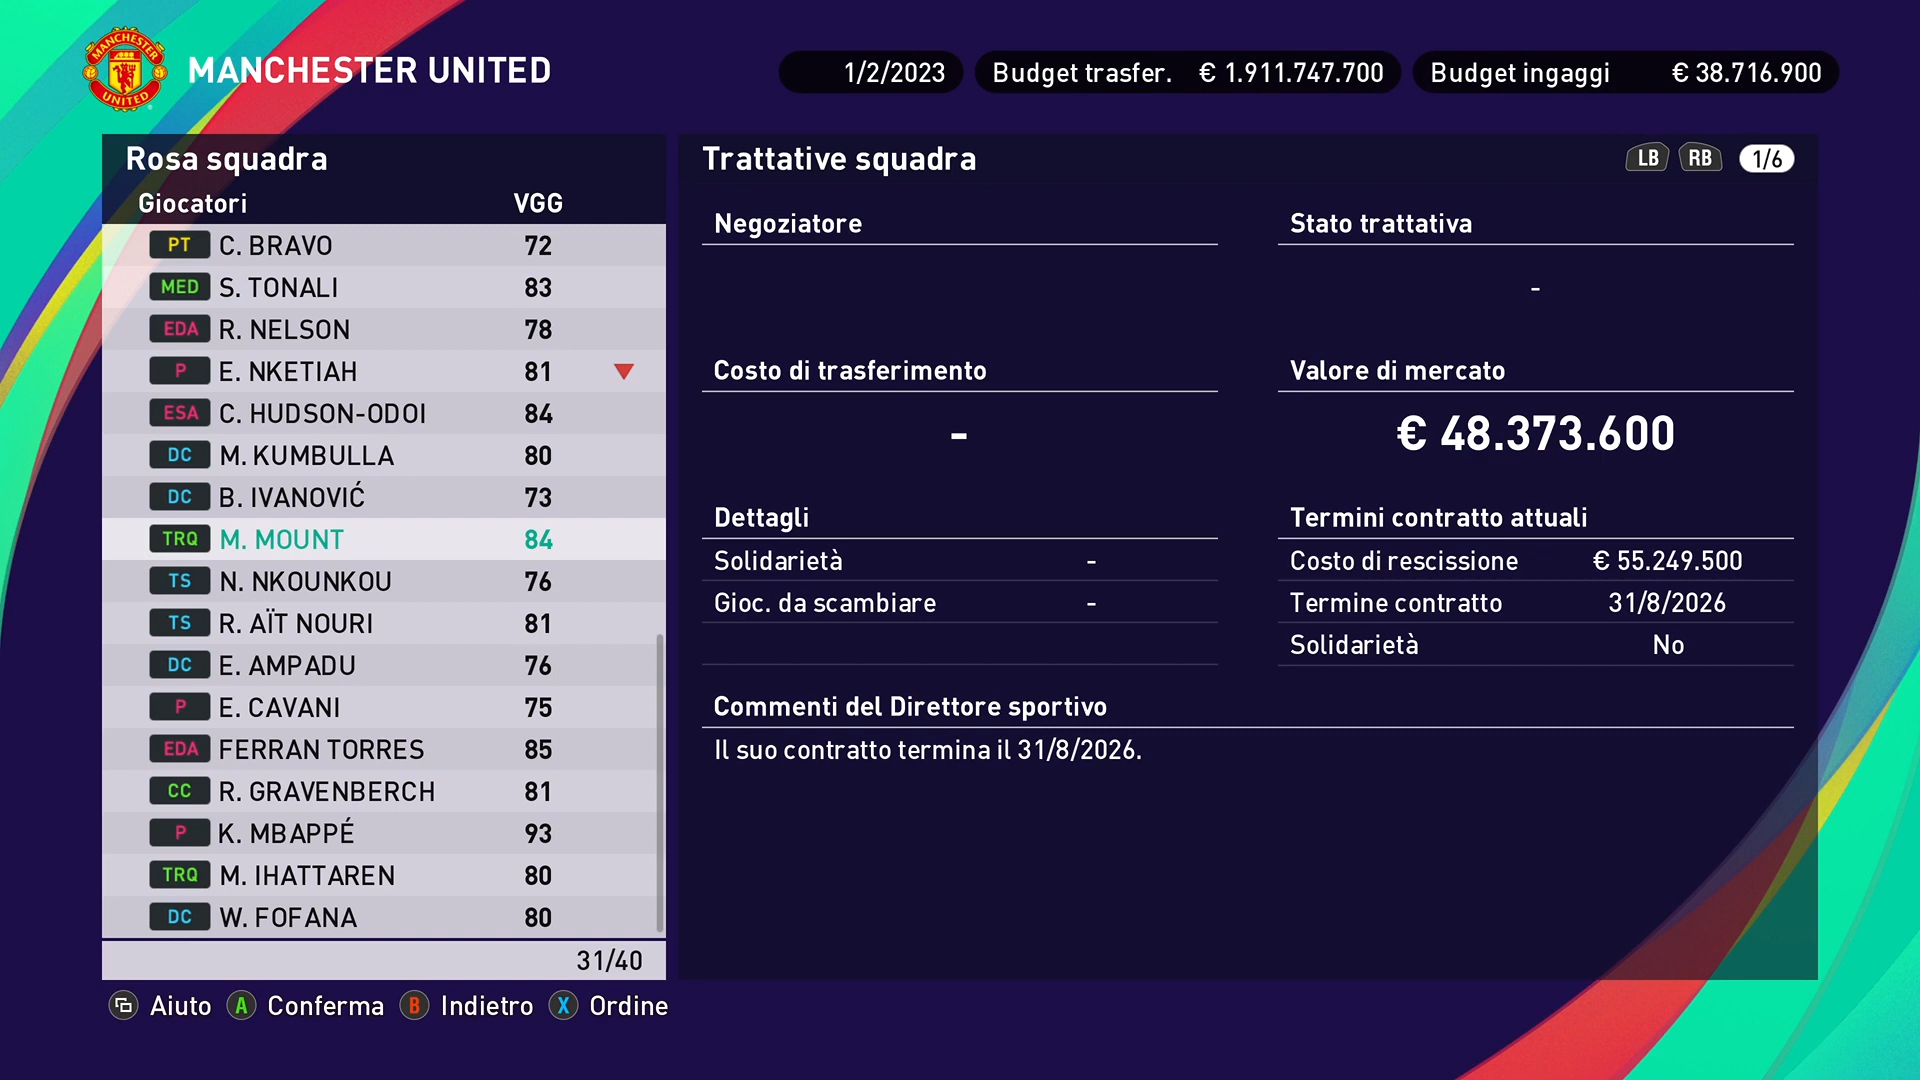 MANCHESTER UNITED
MANCHESTER UNITED
1/2/2023
Budget trasfer. € 1.911.747.700
Budget ingaggi € 38.716.900
Rosa squadra
Giocatori VGG
PT C. BRAVO 72
MED S. TONALI 83
EDA R. NELSON 78
P E. NKETIAH 81
ESA C. HUDSON-ODOI 84
DC M. KUMBULLA 80
DC B. IVANOVIĆ 73
TRQ M. MOUNT 84
TS N. NKOUNKOU 76
TS R. AÏT NOURI 81
DC E. AMPADU 76
P E. CAVANI 75
EDA FERRAN TORRES 85
CC R. GRAVENBERCH 81
P K. MBAPPÉ 93
TRQ M. IHATTAREN 80
DC W. FOFANA 80
31/40
Trattative squadra
LB RB 1/6
Negoziatore
Stato trattativa
-
Costo di trasferimento
-
Valore di mercato
€ 48.373.600
Dettagli
Solidarietà -
Gioc. da scambiare -
Termini contratto attuali
Costo di rescissione € 55.249.500
Termine contratto 31/8/2026
Solidarietà No
Commenti del Direttore sportivo
Il suo contratto termina il 31/8/2026.
Aiuto A Conferma B Indietro X Ordine